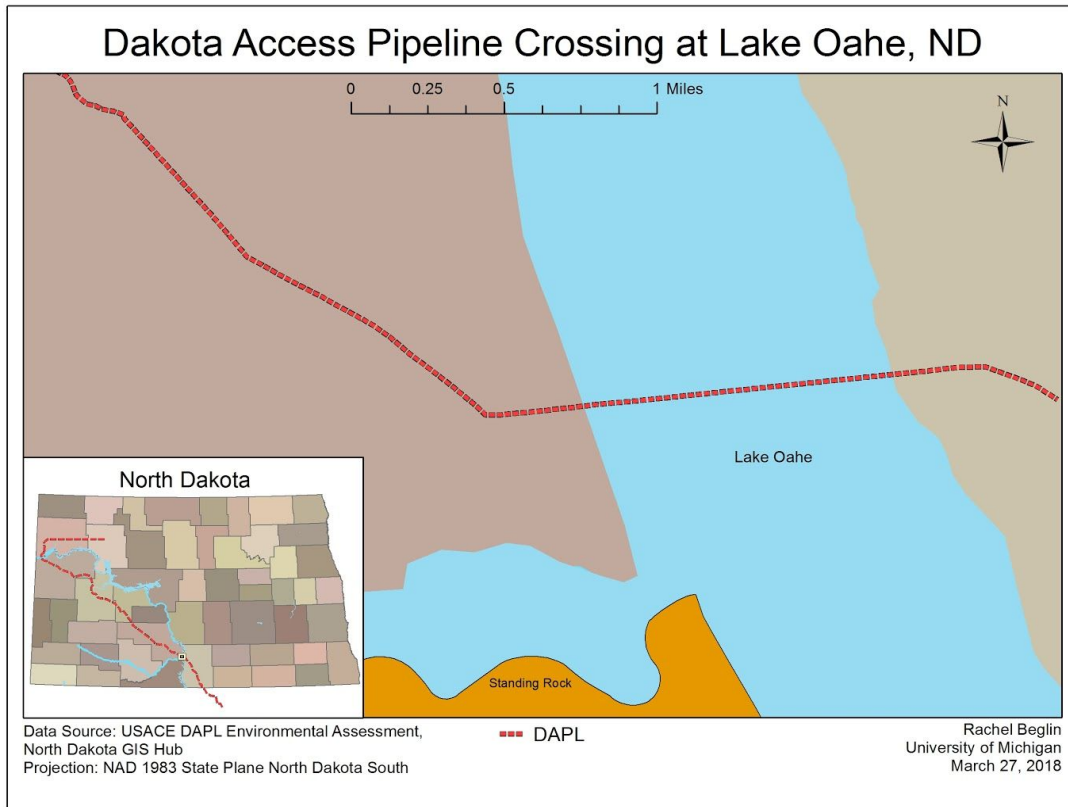 Dakota Access Pipeline Crossing at Lake Oahe, ND
0 0.25 0.5 1 Miles
N
Lake Oahe
North Dakota
Standing Rock
Data Source: USACE DAPL Environmental Assessment,
North Dakota GIS Hub
Projection: NAD 1983 State Plane North Dakota South
DAPL
Rachel Beglin
University of Michigan
March 27, 2018